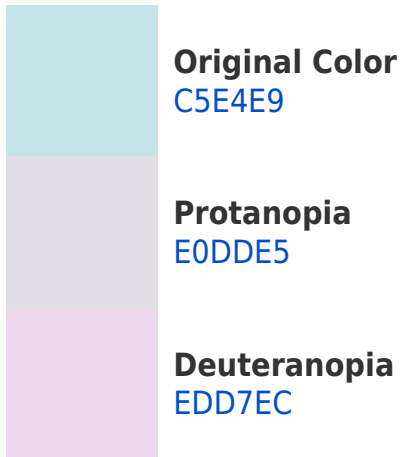 Original Color
C5E4E9
Protanopia
E0DDE5
Deuteranopia
EDD7EC